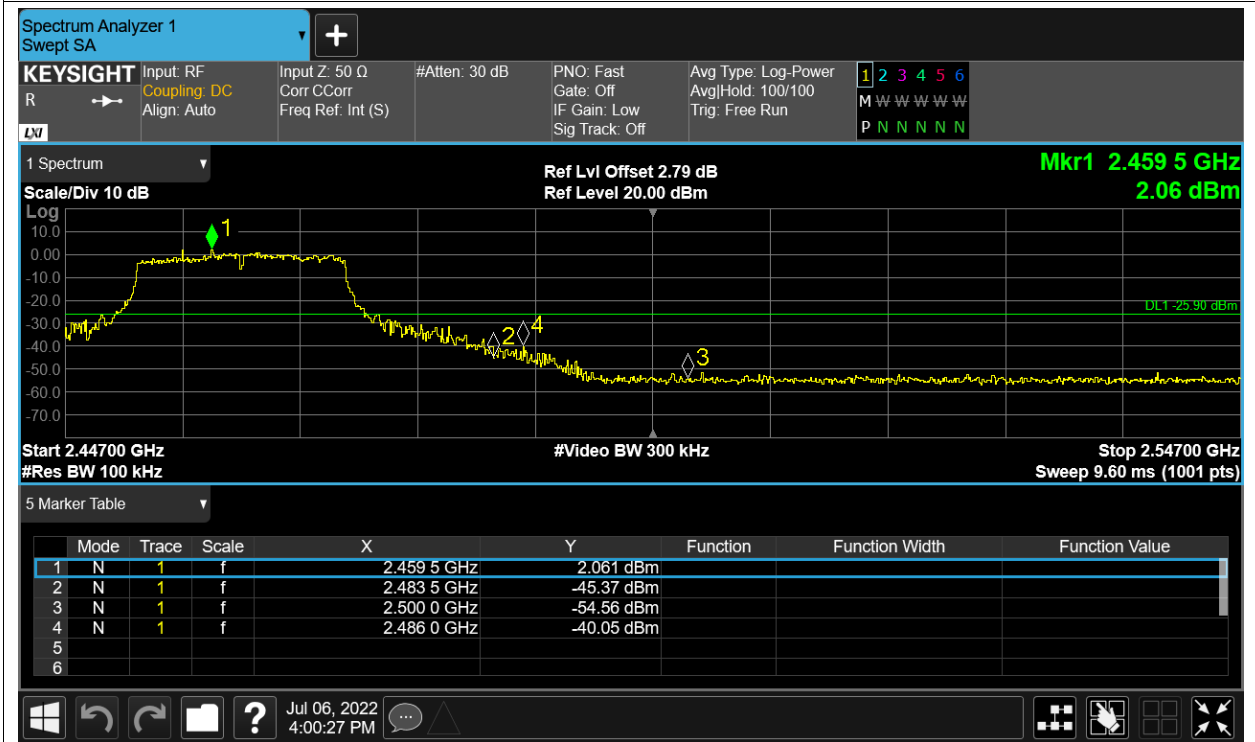 Spectrum Analyzer 1
Swept SA
KEYSIGHT Input: RF Input Z: 50 Ω #Atten: 30 dB PNO: Fast Avg Type: Log-Power 1 2 3 4 5 6
R Coupling: DC Corr CCorr Gate: Off Avg|Hold: 100/100 M W W W W W
Align: Auto Freq Ref: Int (S) IF Gain: Low Trig: Free Run
LXI Sig Track: Off P N N N N N
1 Spectrum Ref Lvl Offset 2.79 dB Mkr1 2.459 5 GHz
Scale/Div 10 dB Ref Level 20.00 dBm 2.06 dBm
Log
10.0
0.00
-10.0
-20.0
-30.0
-40.0
-50.0
-60.0
-70.0
1
2
4
3
DL1 -25.90 dBm
Start 2.44700 GHz #Video BW 300 kHz Stop 2.54700 GHz
#Res BW 100 kHz Sweep 9.60 ms (1001 pts)
5 Marker Table
Mode Trace Scale X Y Function Function Width Function Value
1 N 1 f 2.459 5 GHz 2.061 dBm
2 N 1 f 2.483 5 GHz -45.37 dBm
3 N 1 f 2.500 0 GHz -54.56 dBm
4 N 1 f 2.486 0 GHz -40.05 dBm
5
6
? Jul 06, 2022
4:00:27 PM